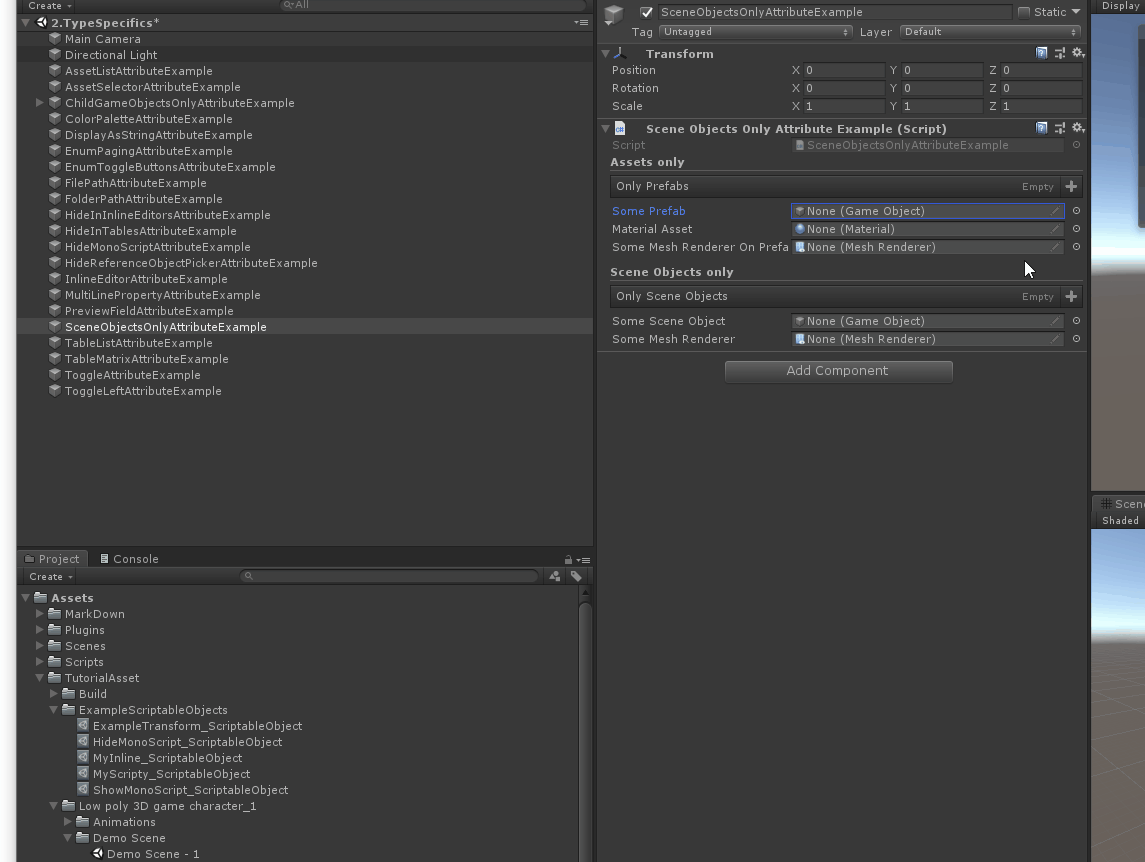 Create
All
2.TypeSpecifics*
Main Camera
Directional Light
AssetListAttributeExample
AssetSelectorAttributeExample
ChildGameObjectsOnlyAttributeExample
ColorPaletteAttributeExample
DisplayAsStringAttributeExample
EnumPagingAttributeExample
EnumToggleButtonsAttributeExample
FilePathAttributeExample
FolderPathAttributeExample
HideInInlineEditorsAttributeExample
HideInTablesAttributeExample
HideMonoScriptAttributeExample
HideReferenceObjectPickerAttributeExample
InlineEditorAttributeExample
MultiLinePropertyAttributeExample
PreviewFieldAttributeExample
SceneObjectsOnlyAttributeExample
TableListAttributeExample
TableMatrixAttributeExample
ToggleAttributeExample
ToggleLeftAttributeExample
Project
Console
Create
Assets
MarkDown
Plugins
Scenes
Scripts
TutorialAsset
Build
ExampleScriptableObjects
ExampleTransform_ScriptableObject
HideMonoScript_ScriptableObject
MyInline_ScriptableObject
MyScripty_ScriptableObject
ShowMonoScript_ScriptableObject
Low poly 3D game character_1
Animations
Demo Scene
Demo Scene - 1
SceneObjectsOnlyAttributeExample Static
Tag Untagged Layer Default
Transform
Position X 0 Y 0 Z 0
Rotation X 0 Y 0 Z 0
Scale X 1 Y 1 Z 1
Scene Objects Only Attribute Example (Script)
Script SceneObjectsOnlyAttributeExample
Assets only
Only Prefabs Empty
Some Prefab None (Game Object)
Material Asset None (Material)
Some Mesh Renderer On Prefa None (Mesh Renderer)
Scene Objects only
Only Scene Objects Empty
Some Scene Object None (Game Object)
Some Mesh Renderer None (Mesh Renderer)
Add Component
Display
Scen
Shaded